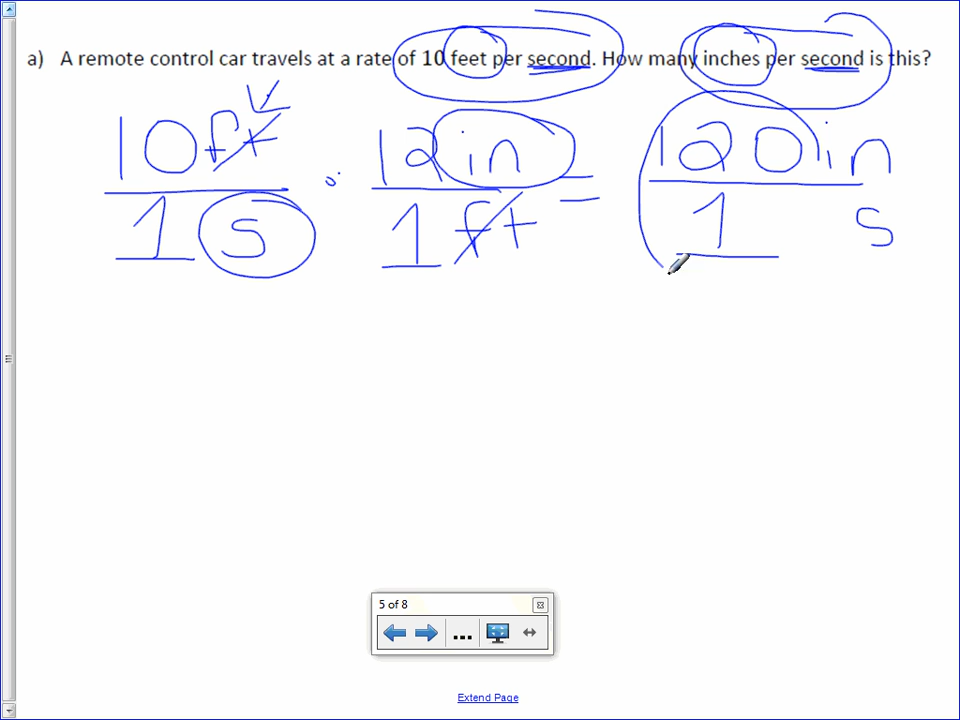 a) A remote control car travels at a rate of 10 feet per second. How many inches per second is this?
10 ft 12 in = 120 in
1 s 1 ft 1 s
5 of 8
...
Extend Page